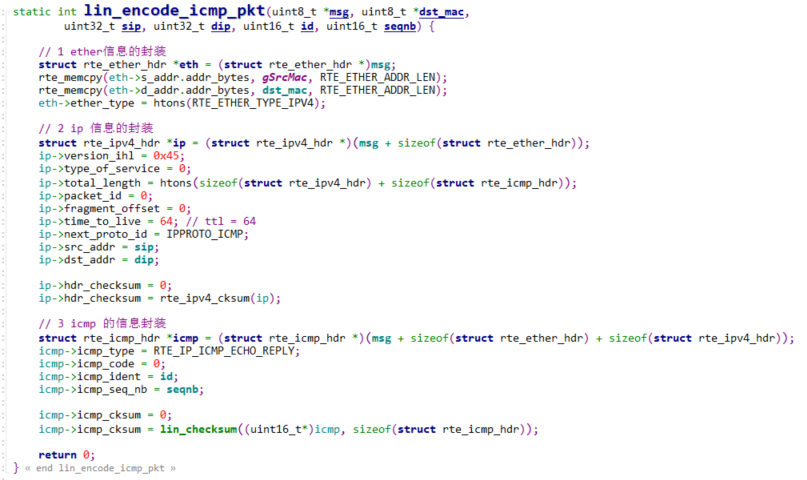 static int lin_encode_icmp_pkt(uint8_t *msg, uint8_t *dst_mac,
uint32_t sip, uint32_t dip, uint16_t id, uint16_t seqnb) {
// 1 ether信息的封装
struct rte_ether_hdr *eth = (struct rte_ether_hdr *)msg;
rte_memcpy(eth->s_addr.addr_bytes, gSrcMac, RTE_ETHER_ADDR_LEN);
rte_memcpy(eth->d_addr.addr_bytes, dst_mac, RTE_ETHER_ADDR_LEN);
eth->ether_type = htons(RTE_ETHER_TYPE_IPV4);
// 2 ip 信息的封装
struct rte_ipv4_hdr *ip = (struct rte_ipv4_hdr *)(msg + sizeof(struct rte_ether_hdr));
ip->version_ihl = 0x45;
ip->type_of_service = 0;
ip->total_length = htons(sizeof(struct rte_ipv4_hdr) + sizeof(struct rte_icmp_hdr));
ip->packet_id = 0;
ip->fragment_offset = 0;
ip->time_to_live = 64; // ttl = 64
ip->next_proto_id = IPPROTO_ICMP;
ip->src_addr = sip;
ip->dst_addr = dip;
ip->hdr_checksum = 0;
ip->hdr_checksum = rte_ipv4_cksum(ip);
// 3 icmp 的信息封装
struct rte_icmp_hdr *icmp = (struct rte_icmp_hdr *)(msg + sizeof(struct rte_ether_hdr) + sizeof(struct rte_ipv4_hdr));
icmp->icmp_type = RTE_IP_ICMP_ECHO_REPLY;
icmp->icmp_code = 0;
icmp->icmp_ident = id;
icmp->icmp_seq_nb = seqnb;
icmp->icmp_cksum = 0;
icmp->icmp_cksum = lin_checksum((uint16_t*)icmp, sizeof(struct rte_icmp_hdr));
return 0;
} « end lin_encode_icmp_pkt »